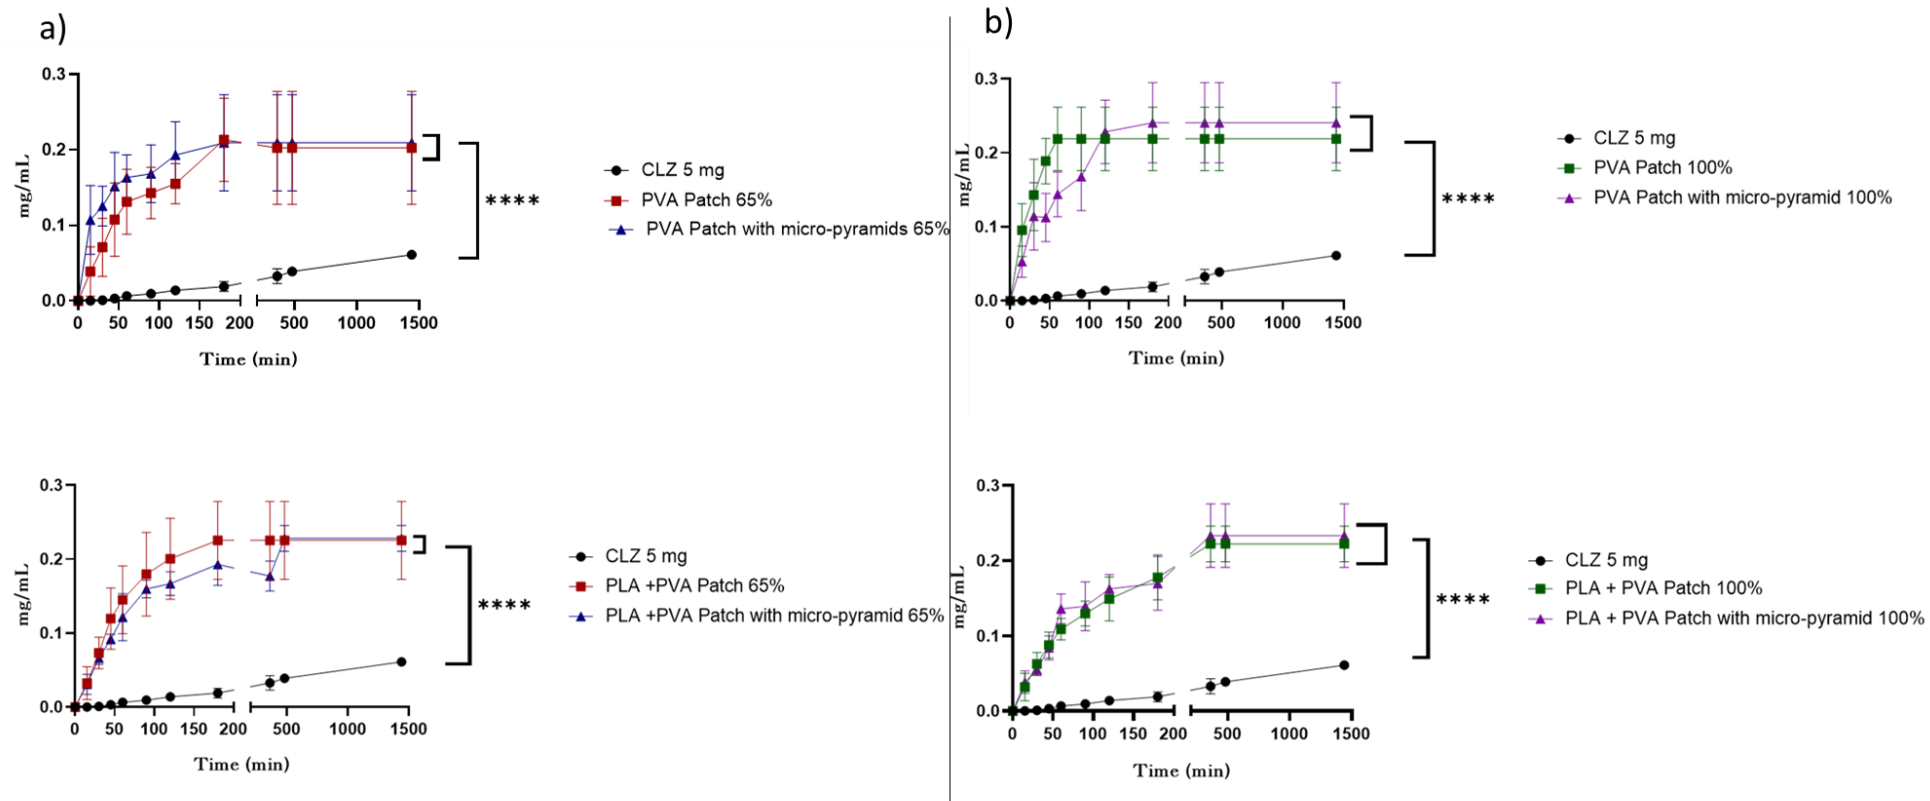 a)
0.3
0.2
0.1
0.0
mg/mL
0 50 100 150 200 500 1000 1500
Time (min)
****
CLZ 5 mg
PVA Patch 65%
PVA Patch with micro-pyramids 65%
0.3
0.2
0.1
0.0
mg/mL
0 50 100 150 200 500 1000 1500
Time (min)
****
CLZ 5 mg
PLA +PVA Patch 65%
PLA +PVA Patch with micro-pyramid 65%
b)
0.3
0.2
0.1
0.0
mg/mL
0 50 100 150 200 500 1000 1500
Time (min)
****
CLZ 5 mg
PVA Patch 100%
PVA Patch with micro-pyramid 100%
0.3
0.2
0.1
0.0
mg/mL
0 50 100 150 200 500 1000 1500
Time (min)
****
CLZ 5 mg
PLA + PVA Patch 100%
PLA + PVA Patch with micro-pyramid 100%